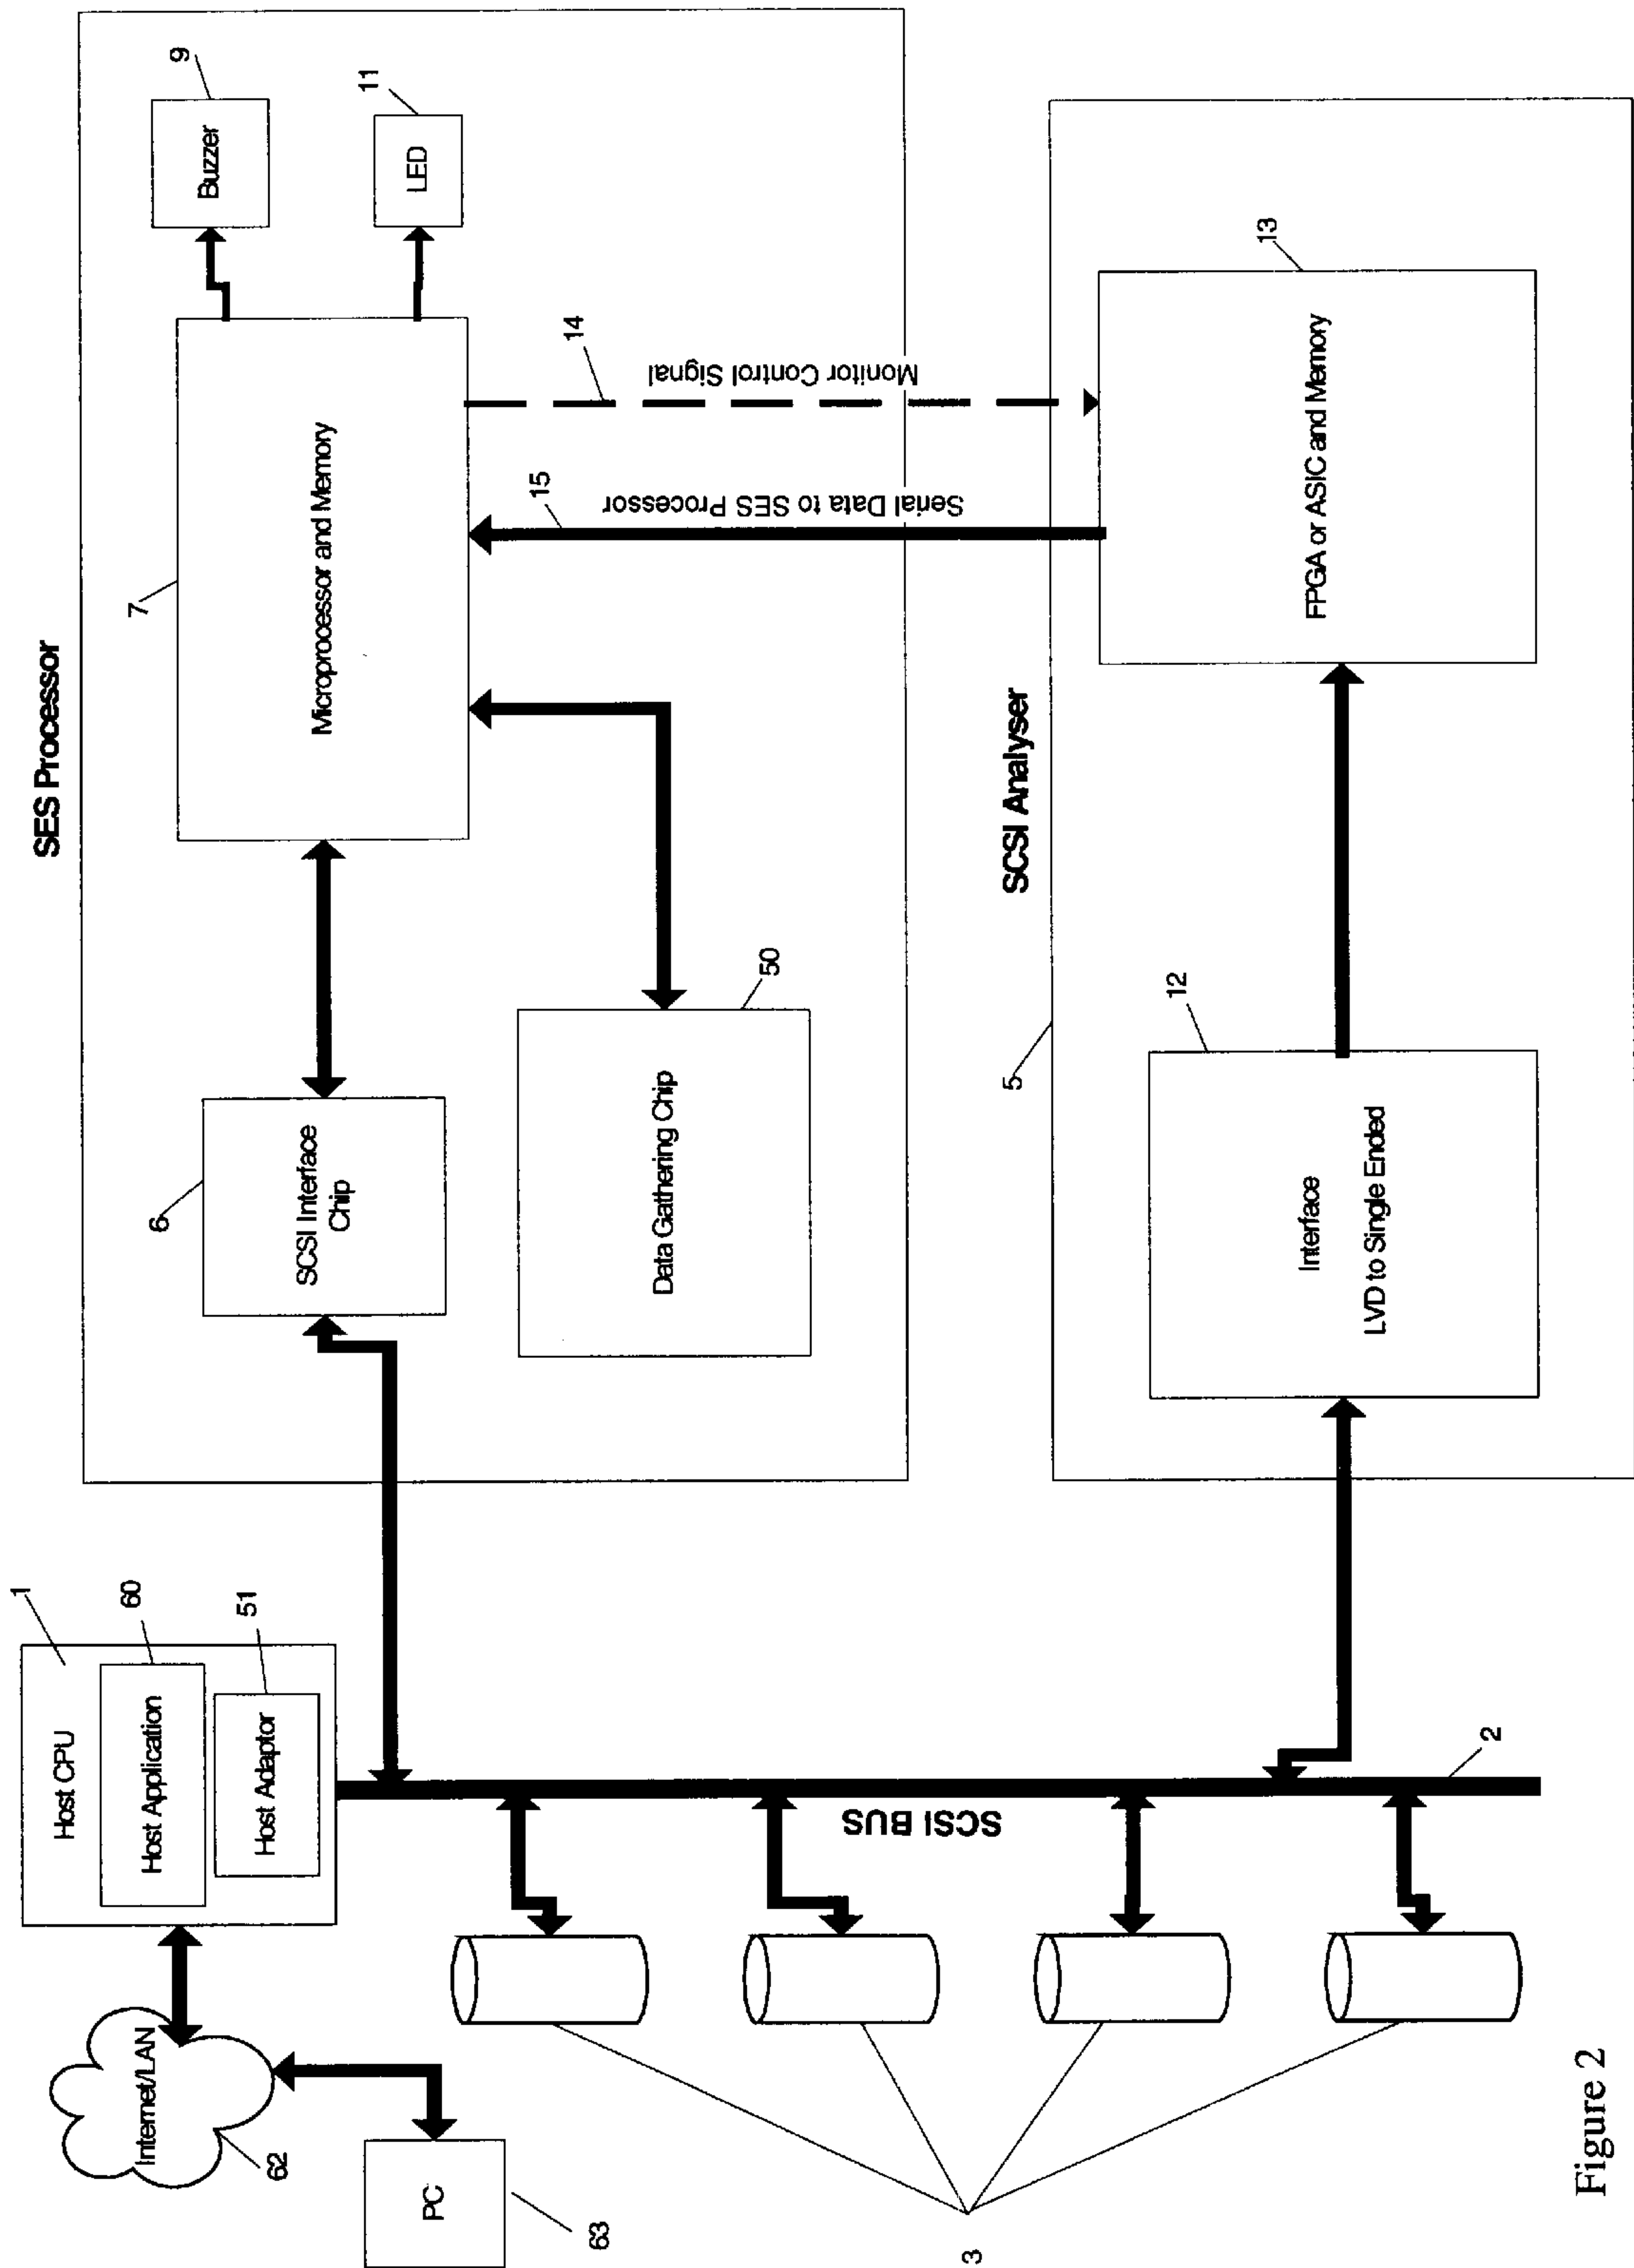 SES Processor
Buzzer
9
LED
11
Microprocessor and Memory
7
SCSI Interface
Chip
6
Data Gathering Chip
50
Monitor Control Signal
14
Serial Data to SES Processor
15
SCSI Analyser
5
FPGA or ASIC and Memory
13
Interface
LVD to Single Ended
12
Host CPU
1
Host Application
60
Host Adaptor
51
SCSI BUS
2
Internet/LAN
62
PC
63
3
Figure 2